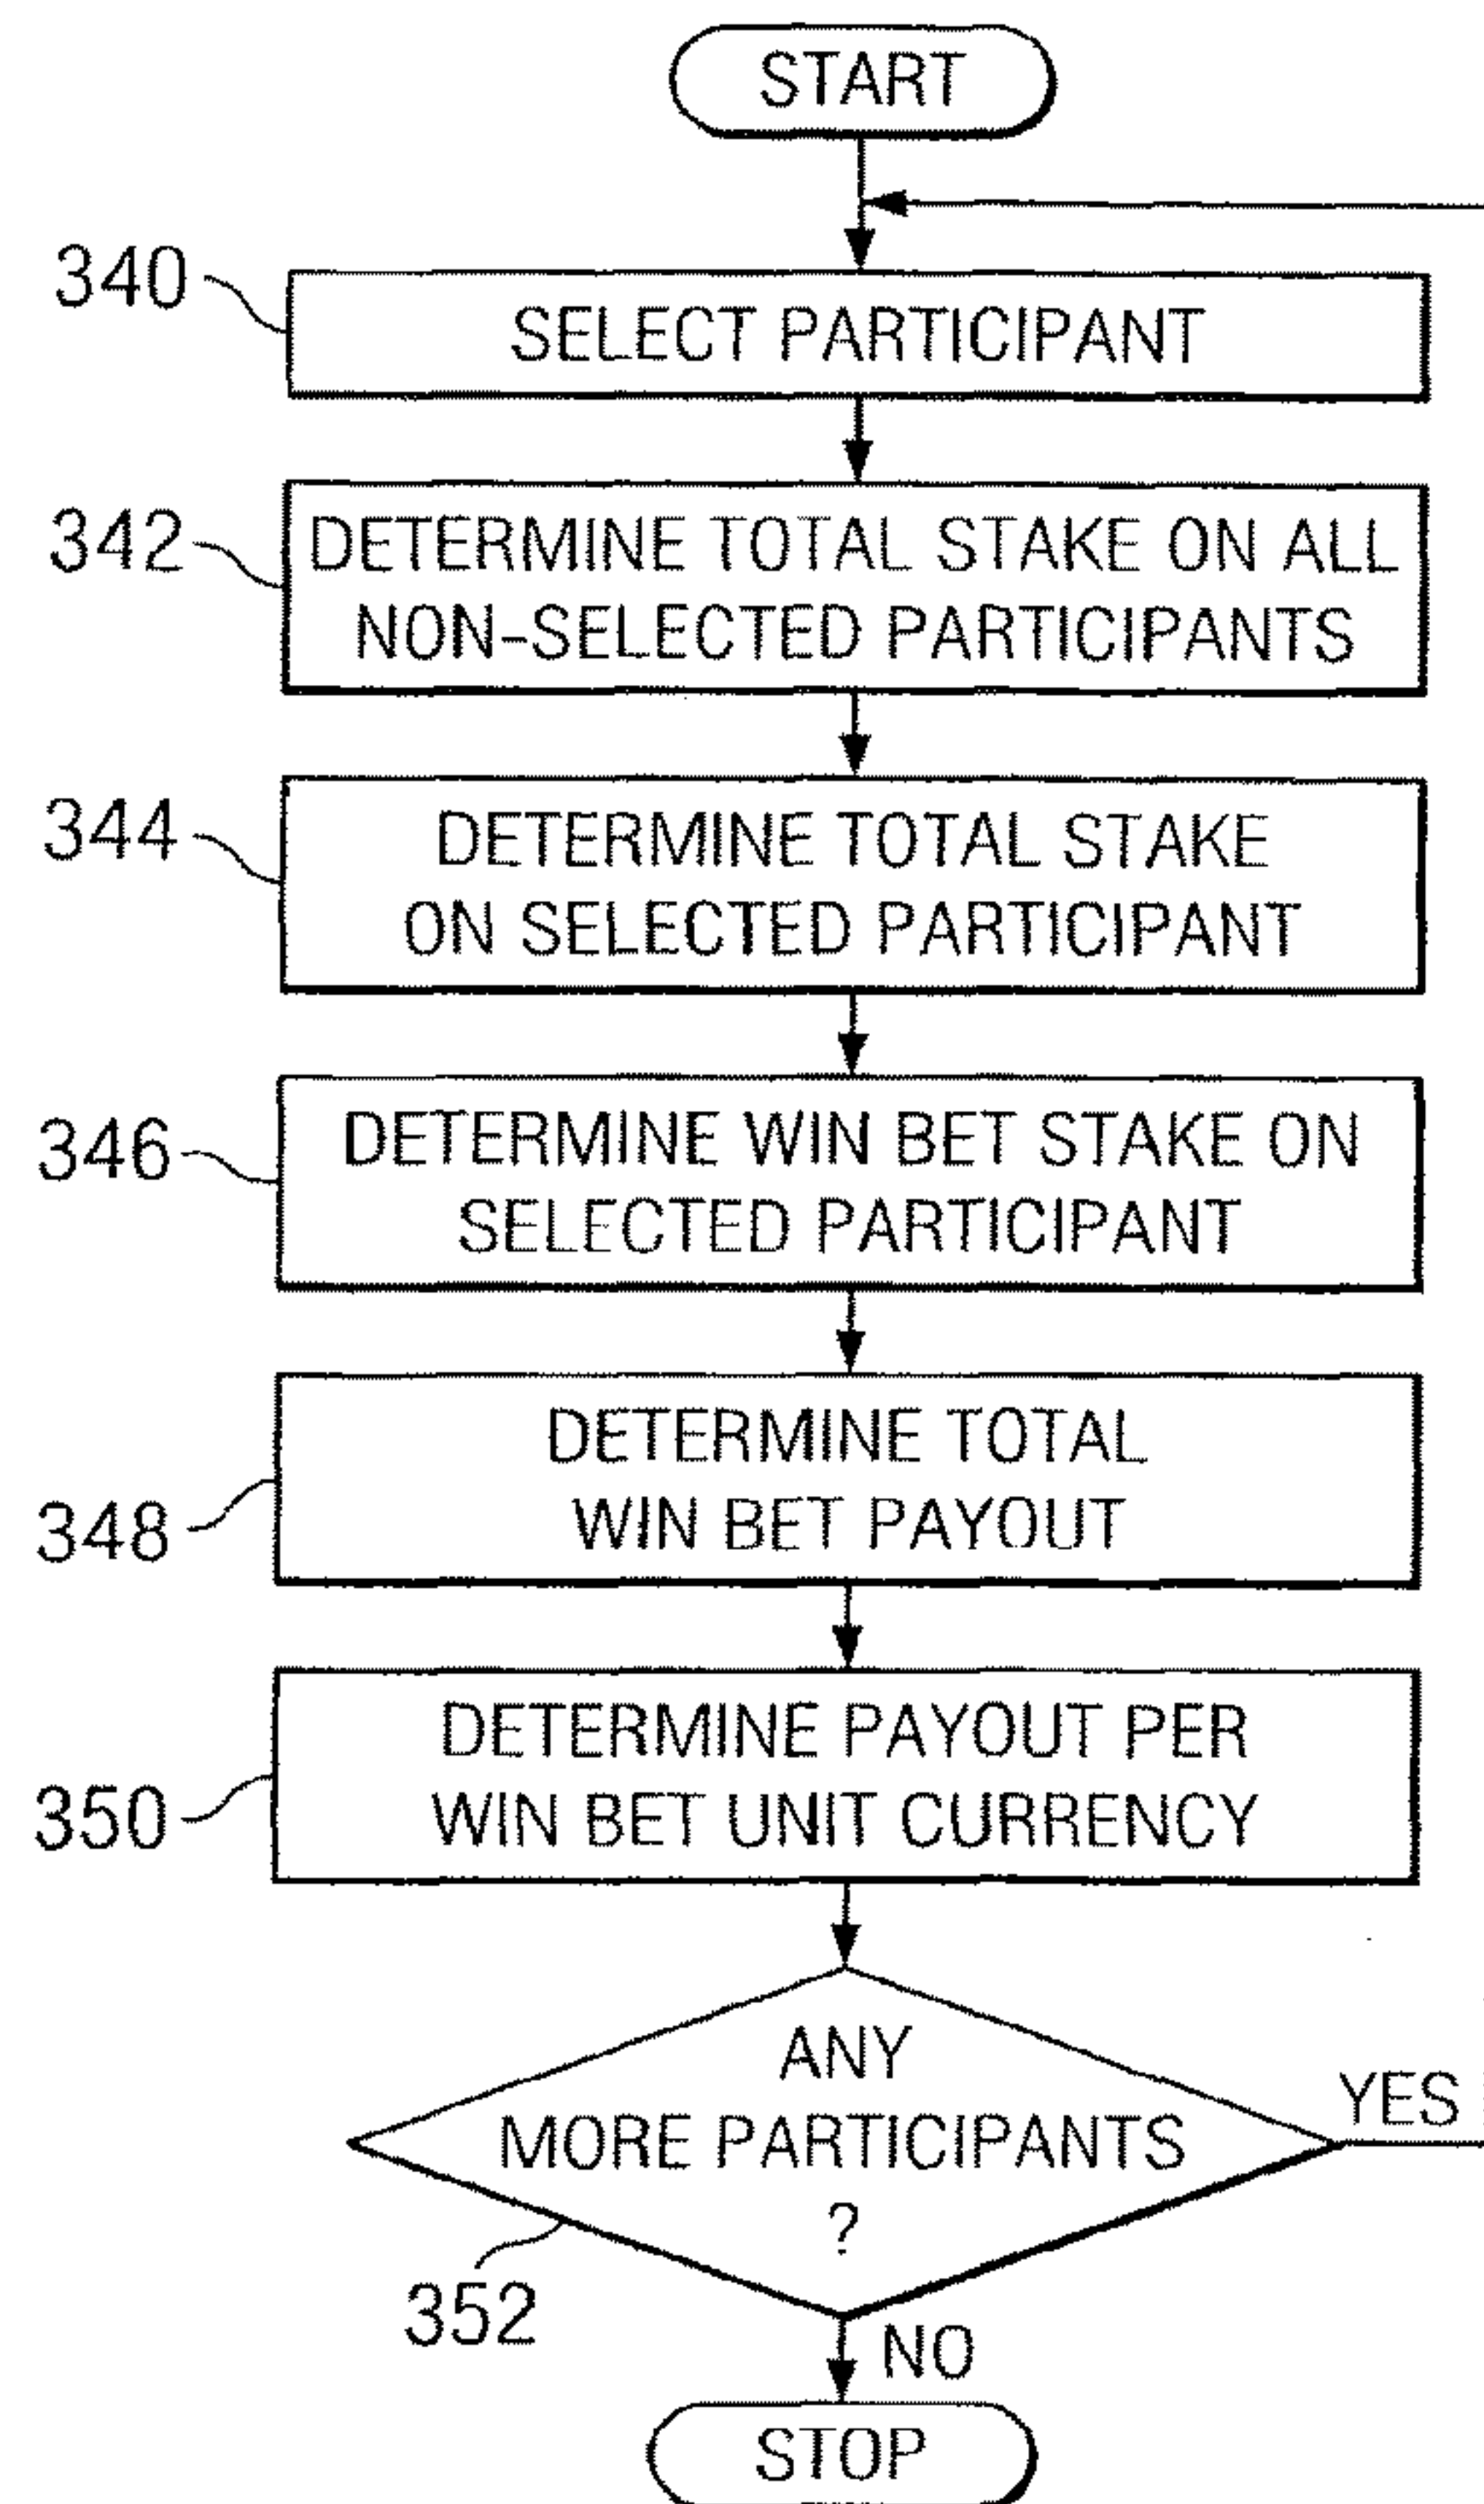 START
340
SELECT PARTICIPANT
342
DETERMINE TOTAL STAKE ON ALL
NON-SELECTED PARTICIPANTS
344
DETERMINE TOTAL STAKE
ON SELECTED PARTICIPANT
346
DETERMINE WIN BET STAKE ON
SELECTED PARTICIPANT
348
DETERMINE TOTAL
WIN BET PAYOUT
350
DETERMINE PAYOUT PER
WIN BET UNIT CURRENCY
ANY
MORE PARTICIPANTS
?
YES
352
NO
STOP